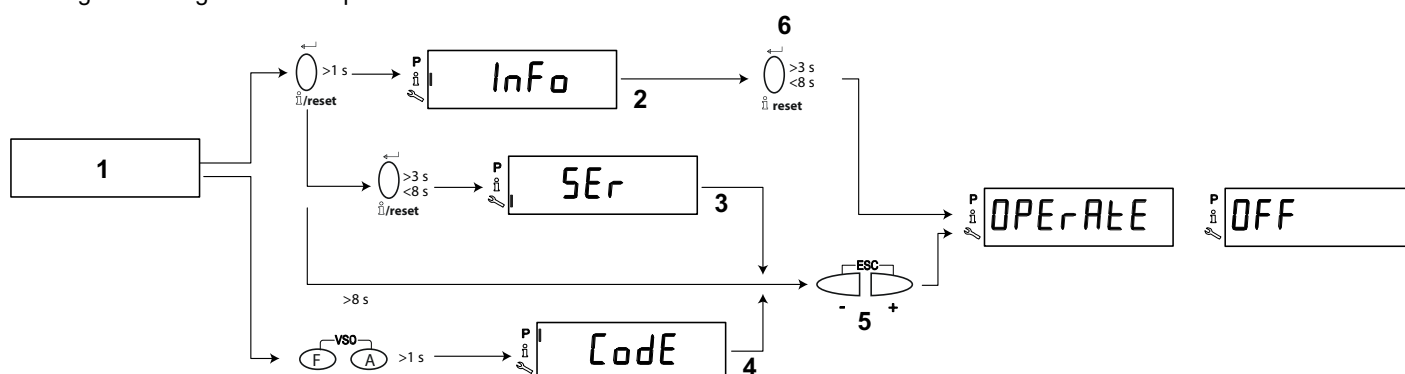 6
>1 s
i/reset
P
i
InFo
2
>3 s
<8 s
i reset
1
>3 s
<8 s
i/reset
P
i
SEr
3
P
i
OPErAtE
P
i
OFF
ESC
- +
5
>8 s
VSO
F A
>1 s
P
i
CodE
4